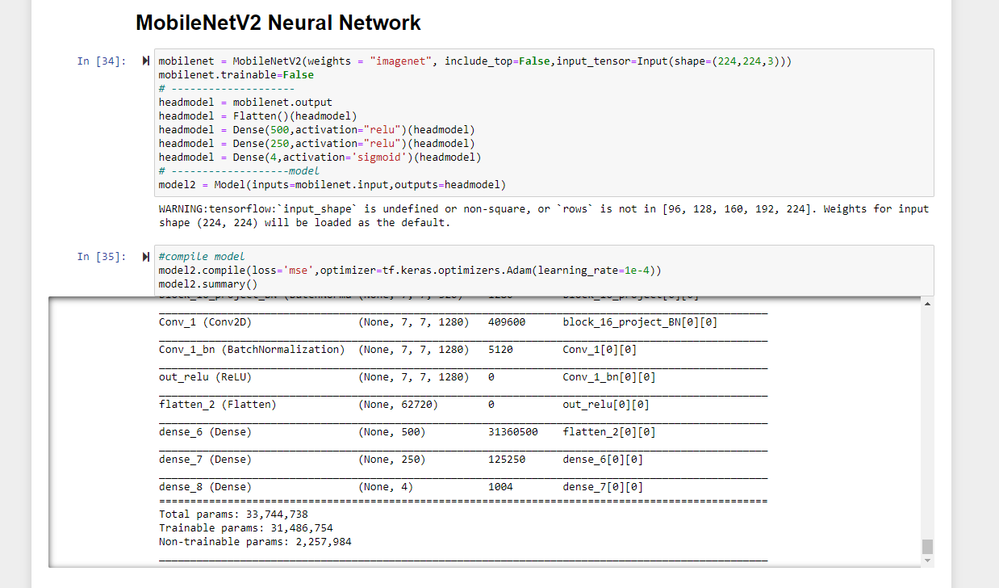 MobileNetV2 Neural Network
In [34]:
mobilenet = MobileNetV2(weights = "imagenet", include_top=False,input_tensor=Input(shape=(224,224,3)))
mobilenet.trainable=False
# --------------------
headmodel = mobilenet.output
headmodel = Flatten()(headmodel)
headmodel = Dense(500,activation="relu")(headmodel)
headmodel = Dense(250,activation="relu")(headmodel)
headmodel = Dense(4,activation='sigmoid')(headmodel)
# -------------------model
model2 = Model(inputs=mobilenet.input,outputs=headmodel)
WARNING:tensorflow:`input_shape` is undefined or non-square, or `rows` is not in [96, 128, 160, 192, 224]. Weights for input
shape (224, 224) will be loaded as the default.
In [35]:
#compile model
model2.compile(loss='mse',optimizer=tf.keras.optimizers.Adam(learning_rate=1e-4))
model2.summary()
Conv_1 (Conv2D) (None, 7, 7, 1280) 409600 block_16_project_BN[0][0]
Conv_1_bn (BatchNormalization) (None, 7, 7, 1280) 5120 Conv_1[0][0]
out_relu (ReLU) (None, 7, 7, 1280) 0 Conv_1_bn[0][0]
flatten_2 (Flatten) (None, 62720) 0 out_relu[0][0]
dense_6 (Dense) (None, 500) 31360500 flatten_2[0][0]
dense_7 (Dense) (None, 250) 125250 dense_6[0][0]
dense_8 (Dense) (None, 4) 1004 dense_7[0][0]
Total params: 33,744,738
Trainable params: 31,486,754
Non-trainable params: 2,257,984